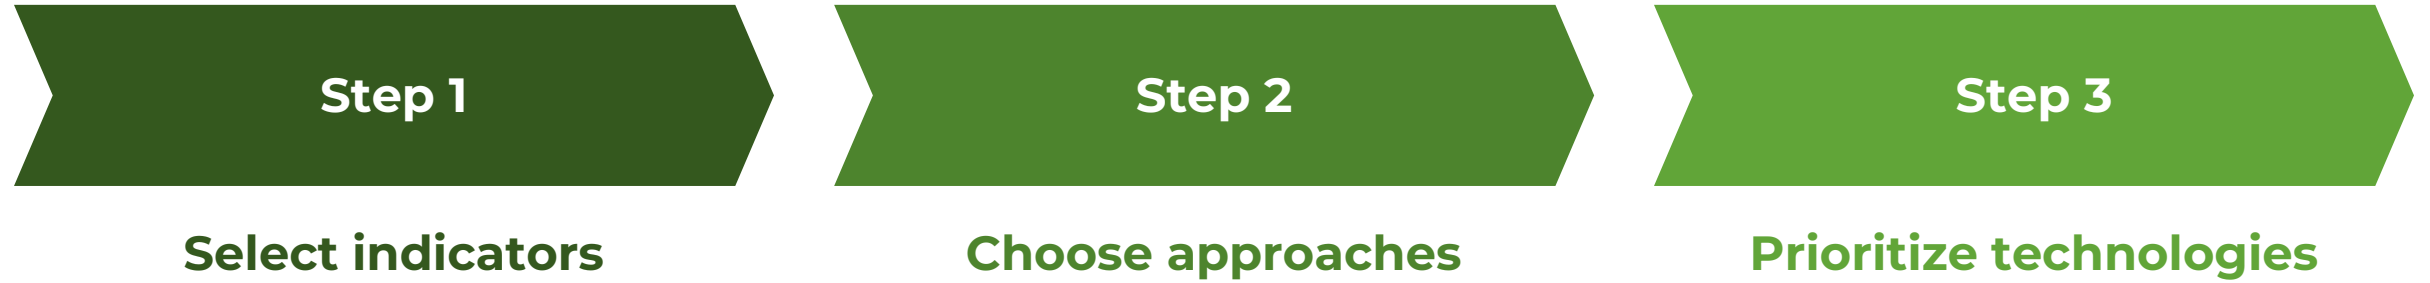 Step 1
Step 2
Step 3
Select indicators
Choose approaches
Prioritize technologies